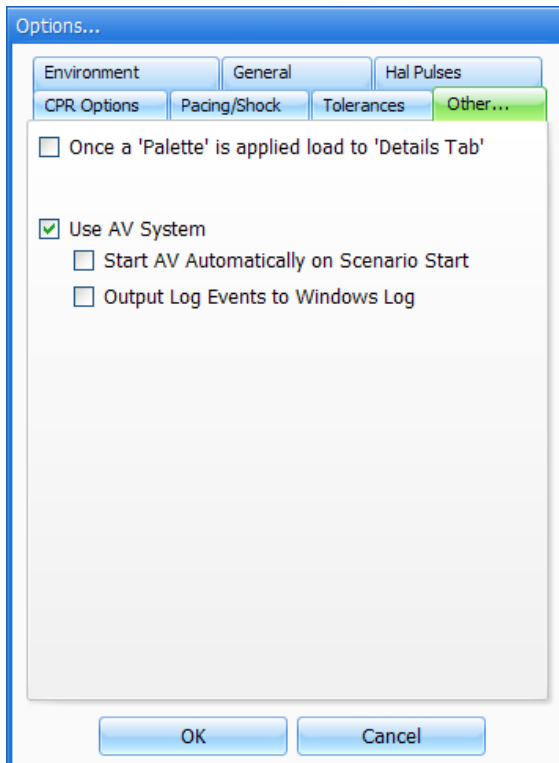 Options...
Environment General Hal Pulses
CPR Options Pacing/Shock Tolerances Other...
Once a 'Palette' is applied load to 'Details Tab'
Use AV System
Start AV Automatically on Scenario Start
Output Log Events to Windows Log
OK Cancel